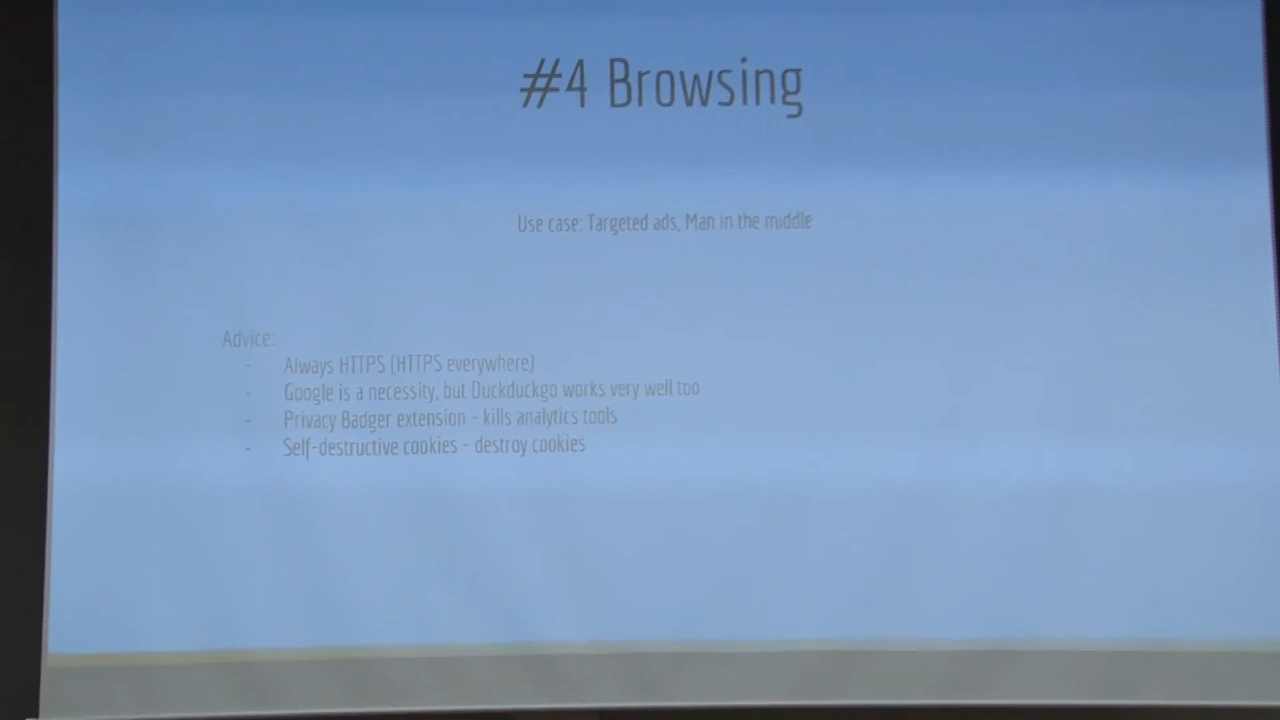 #4 Browsing
Use case: Targeted ads, Man in the middle
Advice:
- Always HTTPS (HTTPS everywhere)
- Google is a necessity, but Duckduckgo works very well too
- Privacy Badger extension - kills analytics tools
- Self-destructive cookies - destroy cookies